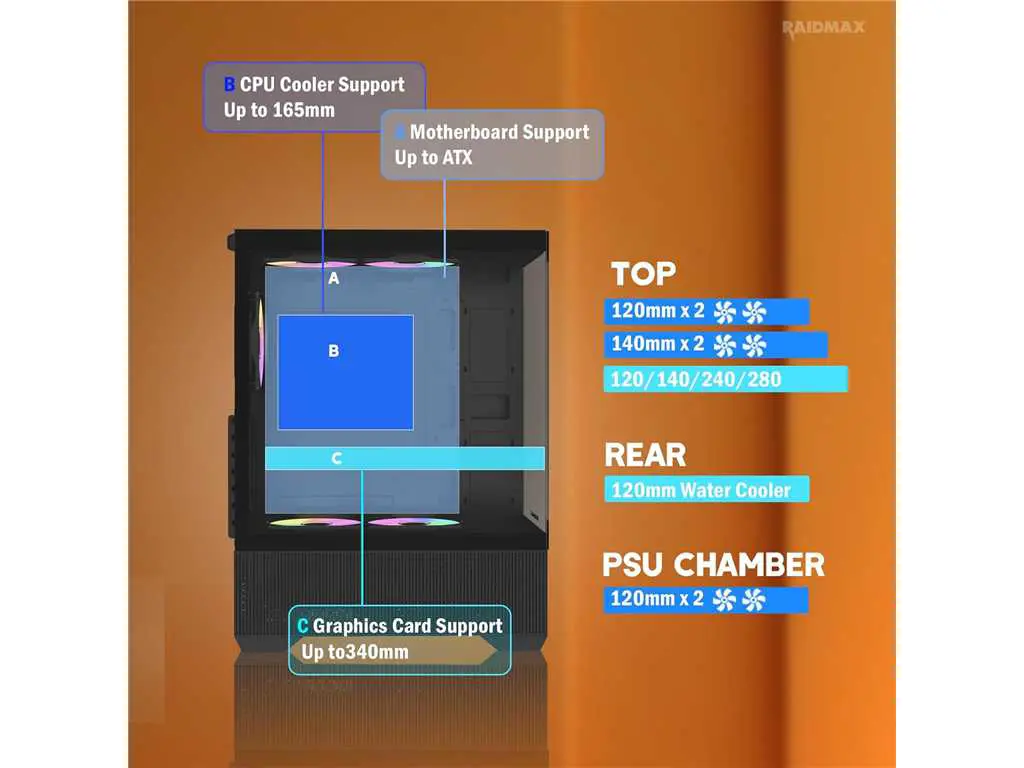 RAIDMAX
B CPU Cooler Support
Up to 165mm
A Motherboard Support
Up to ATX
A
B
C
TOP
120mm x 2
140mm x 2
120/140/240/280
REAR
120mm Water Cooler
PSU CHAMBER
120mm x 2
C Graphics Card Support
Up to340mm